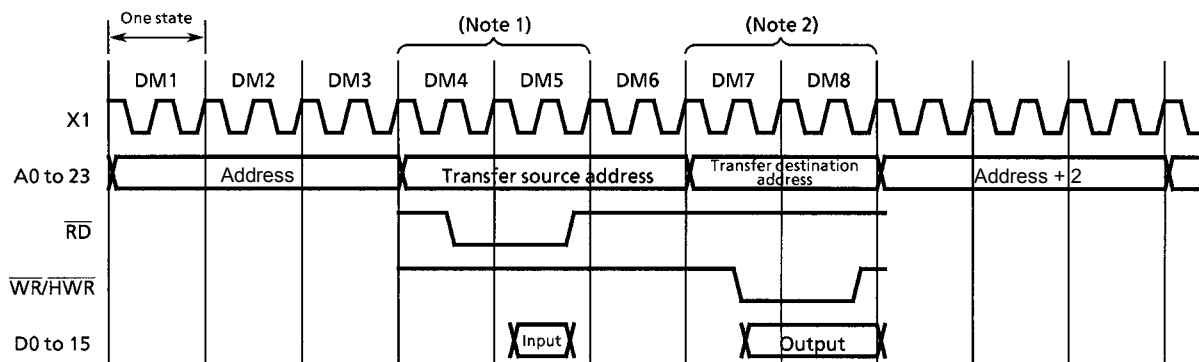 One state
(Note 1)
(Note 2)
DM1 DM2 DM3 DM4 DM5 DM6 DM7 DM8
X1
A0 to 23
Address
Transfer source address
Transfer destination
address
Address + 2
RD
WR/HWR
D0 to 15
Input
Output